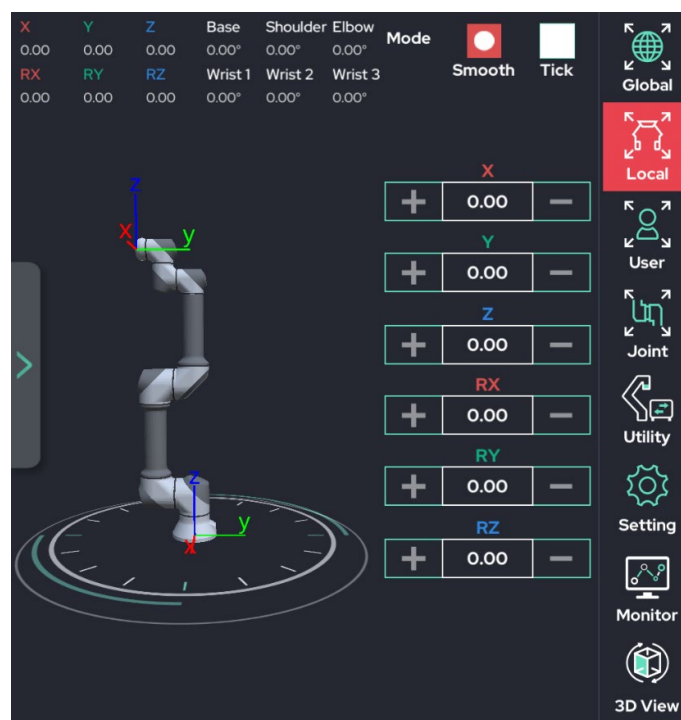 X Y Z Base Shoulder Elbow
0.00 0.00 0.00 0.00° 0.00° 0.00°
RX RY RZ Wrist 1 Wrist 2 Wrist 3
0.00 0.00 0.00 0.00° 0.00° 0.00°
Mode
Smooth Tick
z
x y
z
x y
X
+ 0.00 −
Y
+ 0.00 −
Z
+ 0.00 −
RX
+ 0.00 −
RY
+ 0.00 −
RZ
+ 0.00 −
Global
Local
User
Joint
Utility
Setting
Monitor
3D View